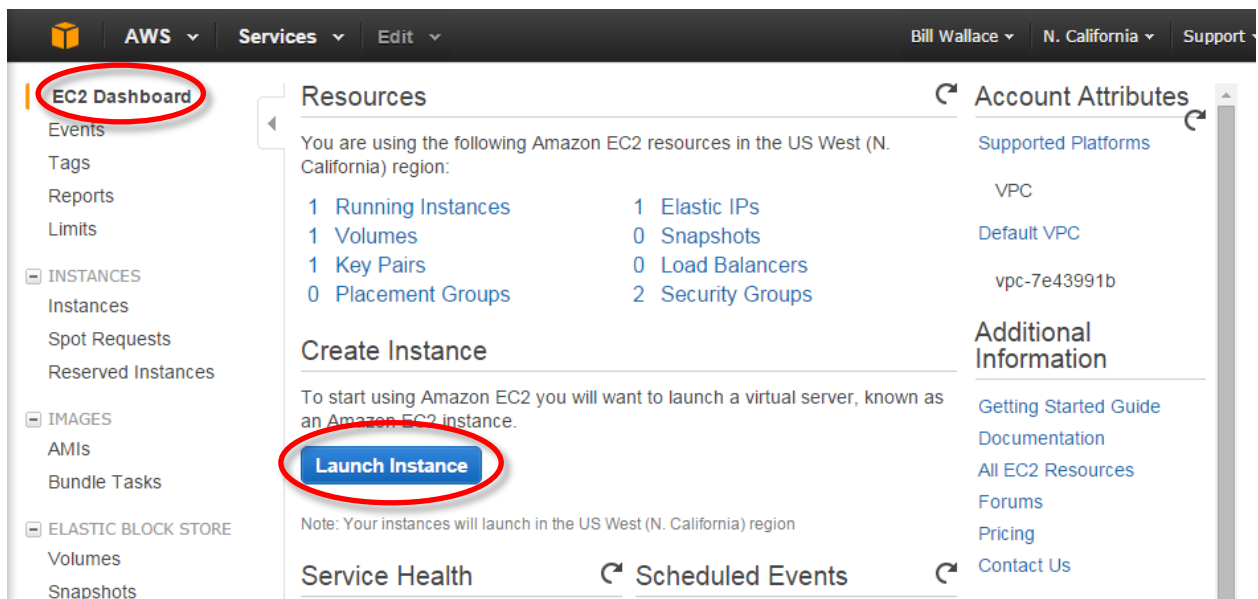 AWS Services Edit Bill Wallace N. California Support
EC2 Dashboard
Events
Tags
Reports
Limits
INSTANCES
Instances
Spot Requests
Reserved Instances
IMAGES
AMIs
Bundle Tasks
ELASTIC BLOCK STORE
Volumes
Snapshots
Resources
You are using the following Amazon EC2 resources in the US West (N.
California) region:
1 Running Instances 1 Elastic IPs
1 Volumes 0 Snapshots
1 Key Pairs 0 Load Balancers
0 Placement Groups 2 Security Groups
Create Instance
To start using Amazon EC2 you will want to launch a virtual server, known as
an Amazon EC2 instance.
Launch Instance
Note: Your instances will launch in the US West (N. California) region
Service Health Scheduled Events
Account Attributes
Supported Platforms
VPC
Default VPC
vpc-7e43991b
Additional
Information
Getting Started Guide
Documentation
All EC2 Resources
Forums
Pricing
Contact Us